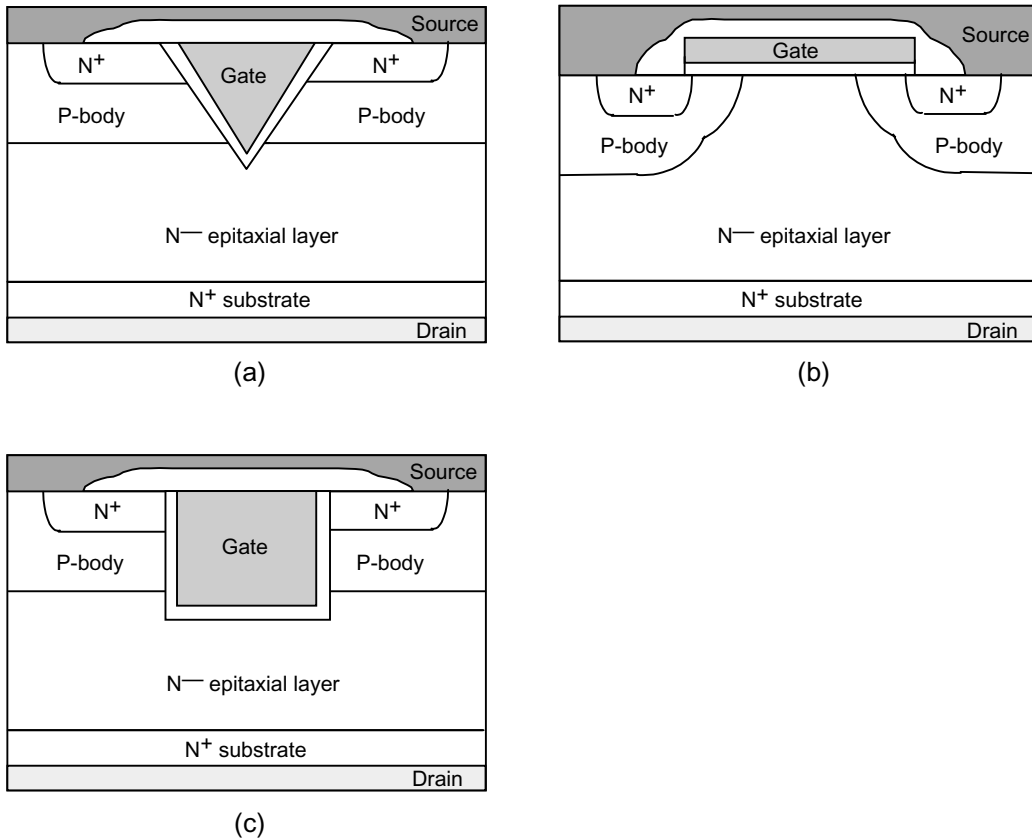 Source
N+
Gate
N+
P-body
P-body
N— epitaxial layer
N+ substrate
Drain
(a)
Gate
Source
N+
N+
P-body
P-body
N— epitaxial layer
N+ substrate
Drain
(b)
Source
N+
N+
Gate
P-body
P-body
N— epitaxial layer
N+ substrate
Drain
(c)